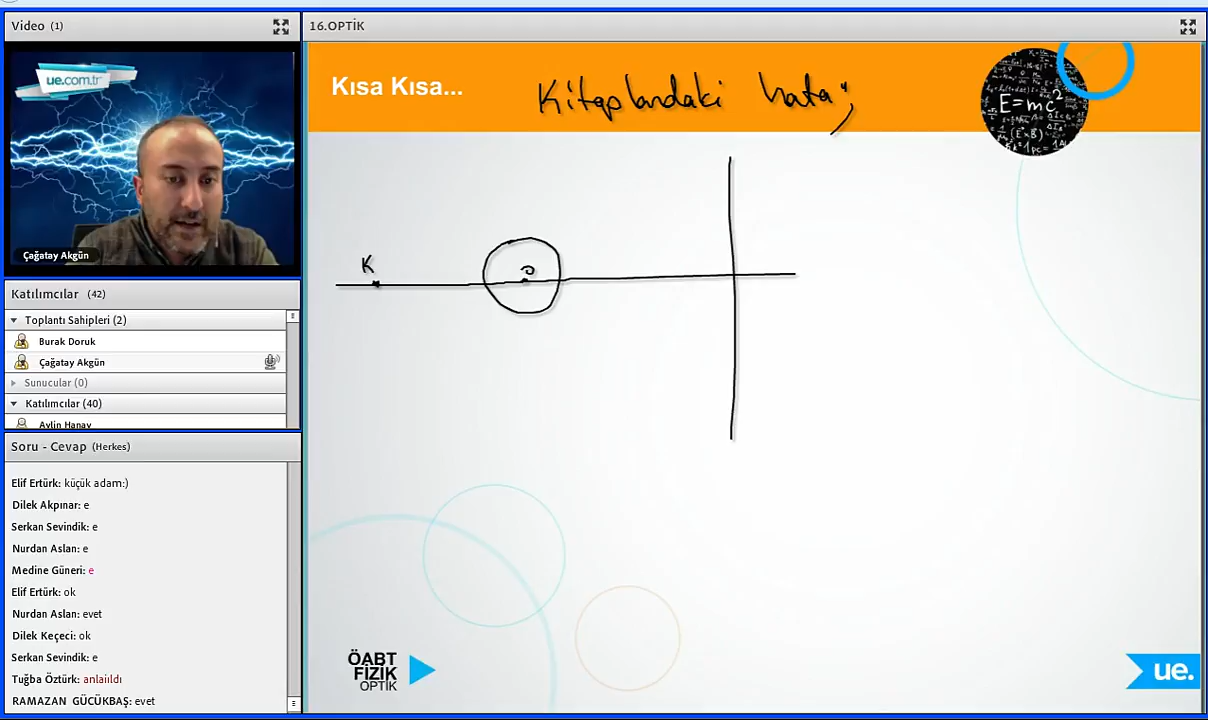 Video (1)
ue.com.tr
Çağatay Akgün
Katılımcılar (42)
Toplantı Sahipleri (2)
Burak Doruk
Çağatay Akgün
Sunucular (0)
Katılımcılar (40)
Aylin Hanay
Soru - Cevap (Herkes)
Elif Ertürk: küçük adam:)
Dilek Akpınar: e
Serkan Sevindik: e
Nurdan Aslan: e
Medine Güneri: e
Elif Ertürk: ok
Nurdan Aslan: evet
Dilek Keçeci: ok
Serkan Sevindik: e
Tuğba Öztürk: anlaiıldı
RAMAZAN GÜCÜKBAŞ: evet
16.OPTİK
Kısa Kısa...
Kitaplardaki hata;
E=mc²
K
ÖABT
FİZİK
OPTİK
ue.